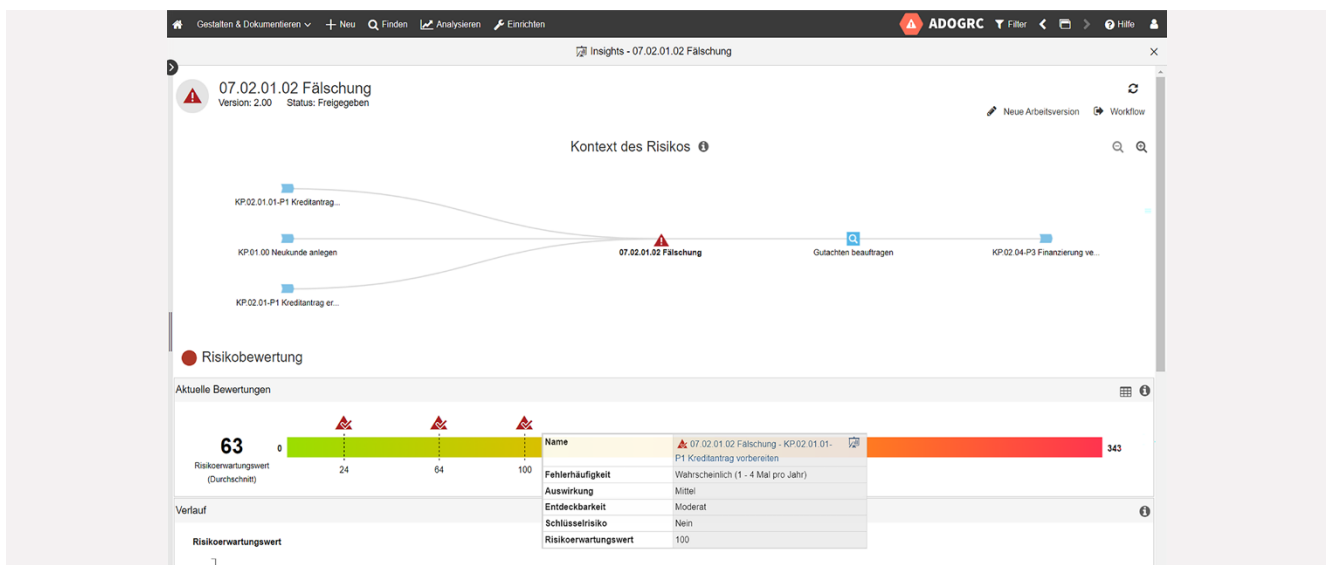 Gestalten & Dokumentieren Neu Finden Analysieren Einrichten ADOGRC Filter Hilfe
Insights - 07.02.01.02 Fälschung
07.02.01.02 Fälschung
Version: 2.00 Status: Freigegeben
Neue Arbeitsversion Workflow
Kontext des Risikos
KP.02.01.01-P1 Kreditantrag...
KP.01.00 Neukunde anlegen
07.02.01.02 Fälschung
Gutachten beauftragen
KP.02.04-P3 Finanzierung ve...
KP.02.01-P1 Kreditantrag er...
Risikobewertung
Aktuelle Bewertungen
63
Risikoerwartungswert
(Durchschnitt)
0
24
64
100
343
Name 07.02.01.02 Fälschung - KP.02.01.01-
P1 Kreditantrag vorbereiten
Fehlerhäufigkeit Wahrscheinlich (1 - 4 Mal pro Jahr)
Auswirkung Mittel
Entdeckbarkeit Moderat
Schlüsselrisiko Nein
Risikoerwartungswert 100
Verlauf
Risikoerwartungswert